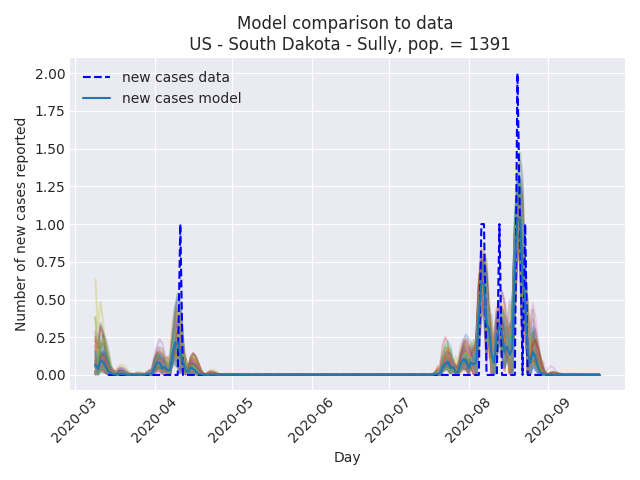 Model comparison to data
US - South Dakota - Sully, pop. = 1391
new cases data
new cases model
Number of new cases reported
2.00
1.75
1.50
1.25
1.00
0.75
0.50
0.25
0.00
2020-03
2020-04
2020-05
2020-06
2020-07
2020-08
2020-09
Day